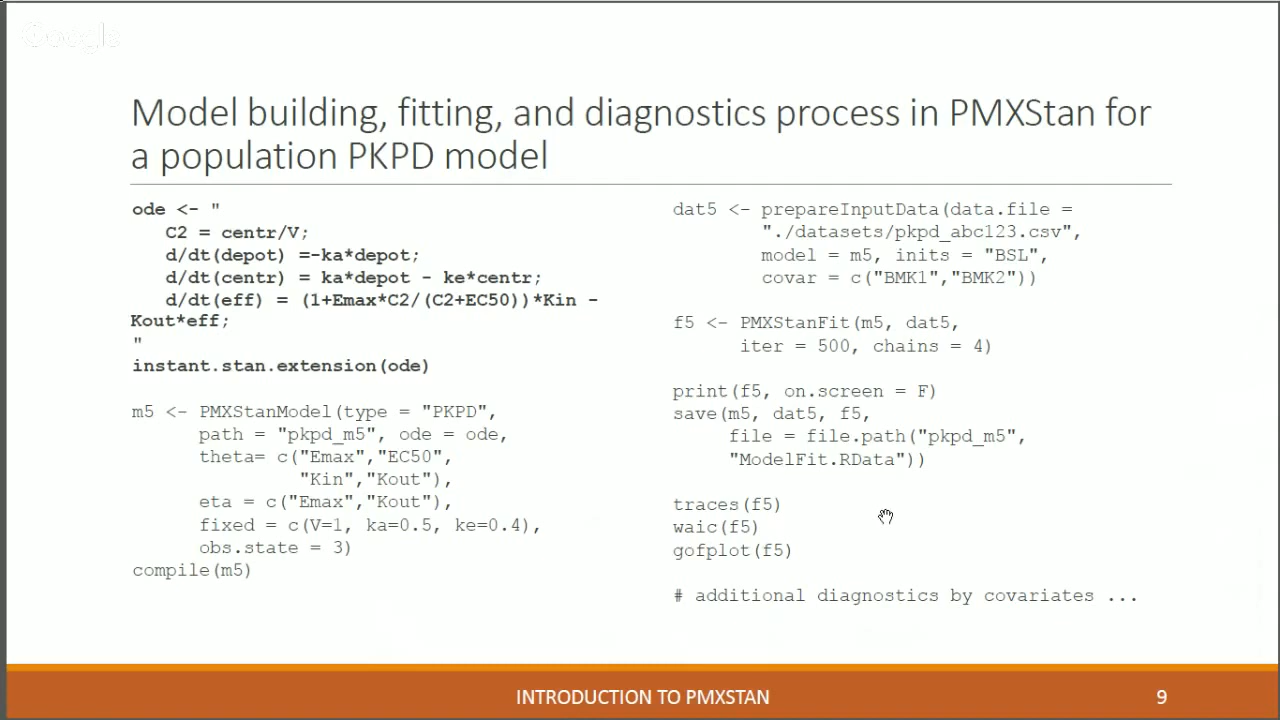 Google
Model building, fitting, and diagnostics process in PMXStan for
a population PKPD model
ode <- "
C2 = centr/V;
d/dt(depot) =-ka*depot;
d/dt(centr) = ka*depot - ke*centr;
d/dt(eff) = (1+Emax*C2/(C2+EC50))*Kin -
Kout*eff;
"
instant.stan.extension(ode)
m5 <- PMXStanModel(type = "PKPD",
path = "pkpd_m5", ode = ode,
theta= c("Emax","EC50",
"Kin","Kout"),
eta = c("Emax","Kout"),
fixed = c(V=1, ka=0.5, ke=0.4),
obs.state = 3)
compile(m5)
dat5 <- prepareInputData(data.file =
"./datasets/pkpd_abc123.csv",
model = m5, inits = "BSL",
covar = c("BMK1","BMK2"))
f5 <- PMXStanFit(m5, dat5,
iter = 500, chains = 4)
print(f5, on.screen = F)
save(m5, dat5, f5,
file = file.path("pkpd_m5",
"ModelFit.RData"))
traces(f5)
waic(f5)
gofplot(f5)
# additional diagnostics by covariates ...
INTRODUCTION TO PMXSTAN
9